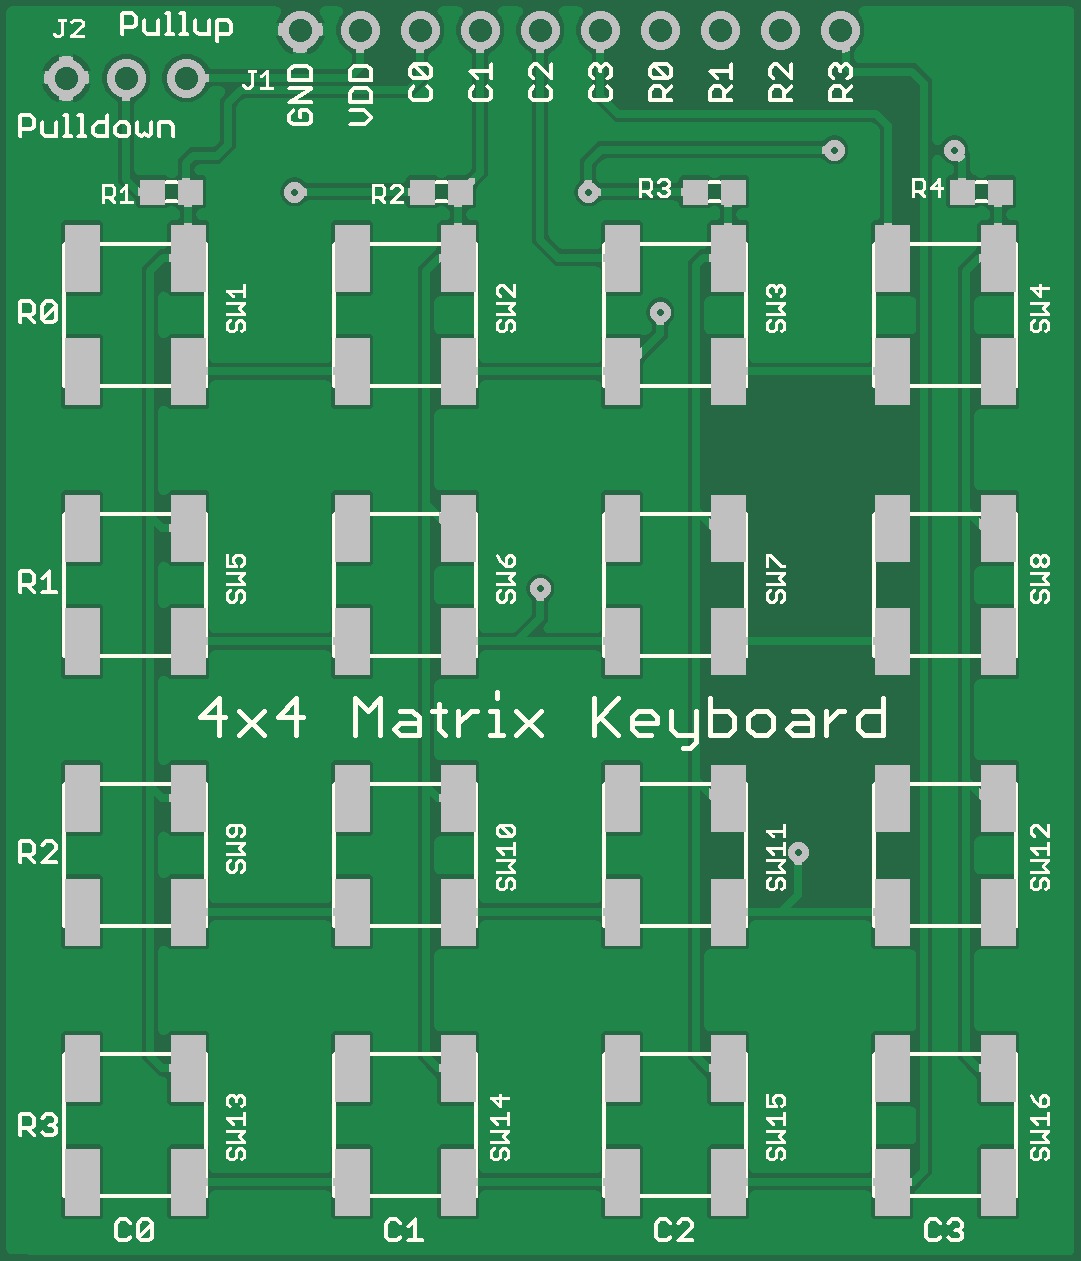 J2 Pullup
J1 GND VDD C0 C1 C2 C3 R0 R1 R2 R3
Pulldown
R1 R2 R3 R4
R0 SW1 SW2 SW3 SW4
R1 SW5 SW6 SW7 SW8
4x4 Matrix Keyboard
R2 SW9 SW10 SW11 SW12
R3 SW13 SW14 SW15 SW16
C0 C1 C2 C3